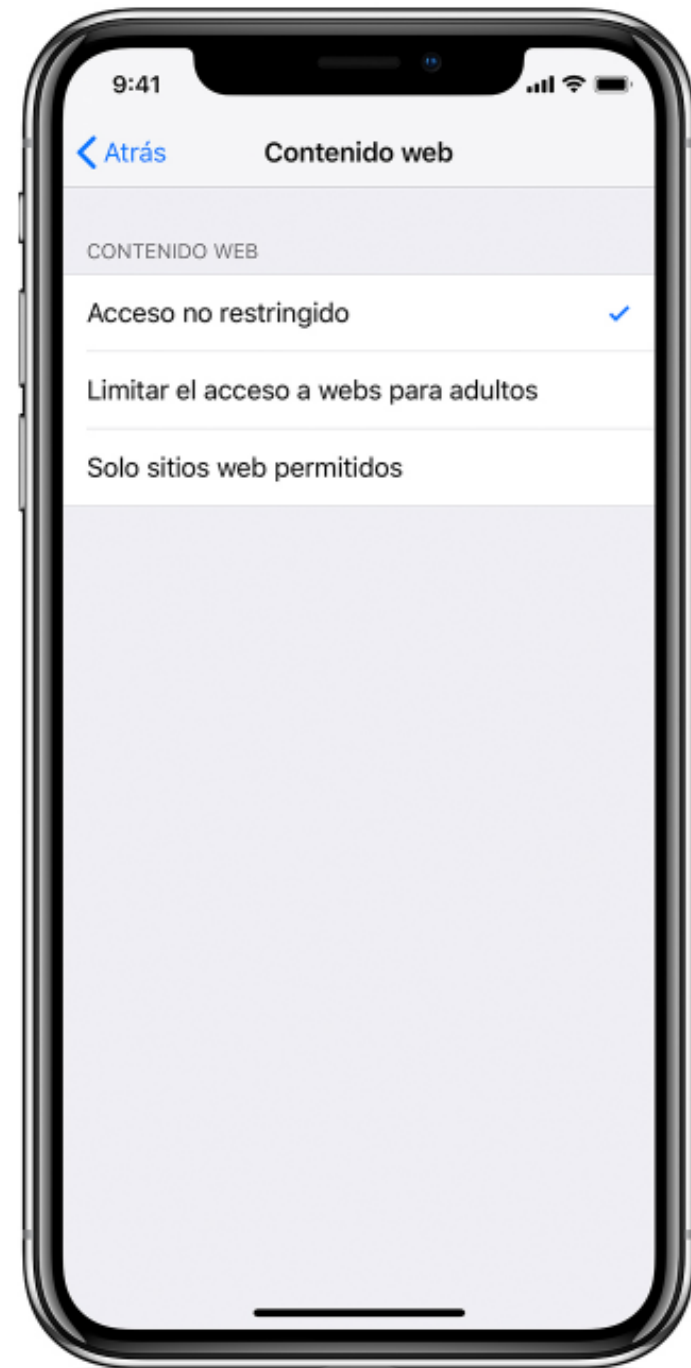 9:41
Atrás
Contenido web
CONTENIDO WEB
Acceso no restringido
Limitar el acceso a webs para adultos
Solo sitios web permitidos